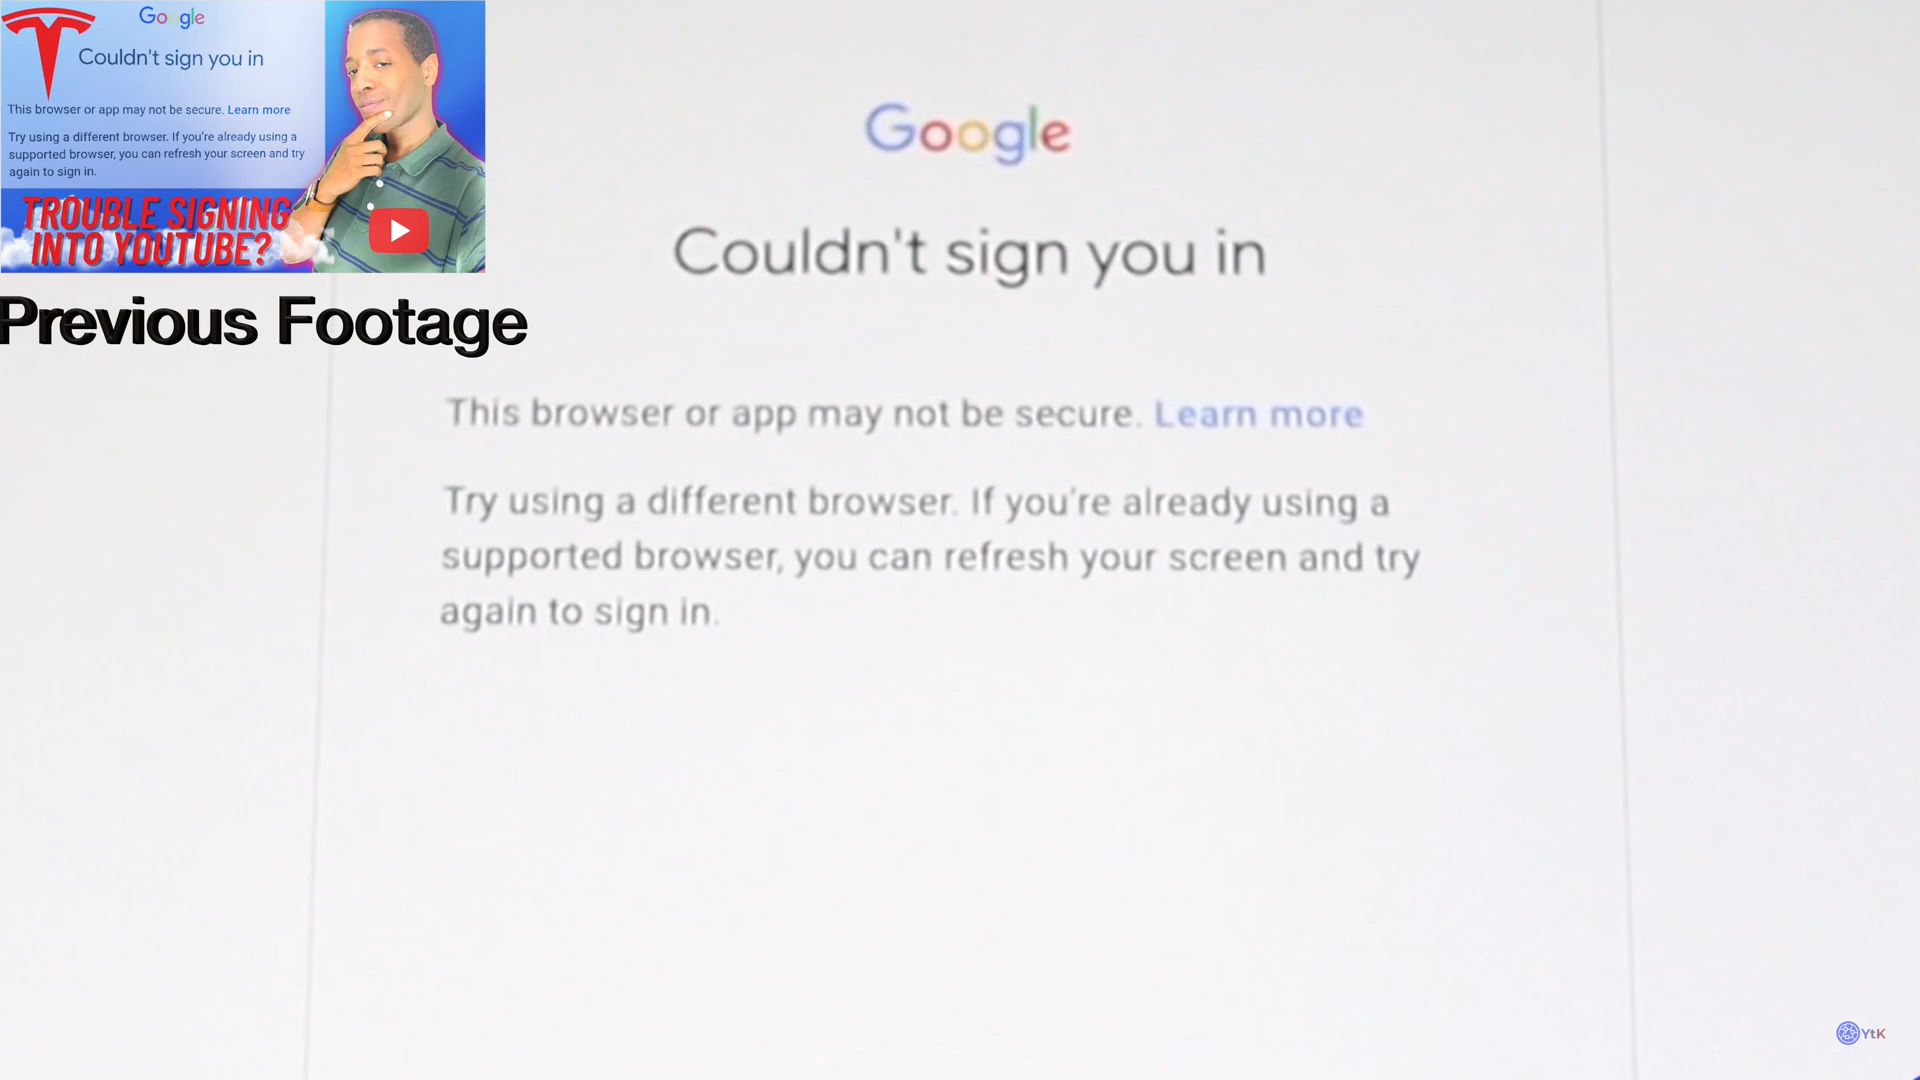 Google
Couldn't sign you in
This browser or app may not be secure. Learn more
Try using a different browser. If you're already using a
supported browser, you can refresh your screen and try
again to sign in.
TROUBLE SIGNING
INTO YOUTUBE?
Previous Footage
Google
Couldn't sign you in
This browser or app may not be secure. Learn more
Try using a different browser. If you're already using a
supported browser, you can refresh your screen and try
again to sign in.
YtK